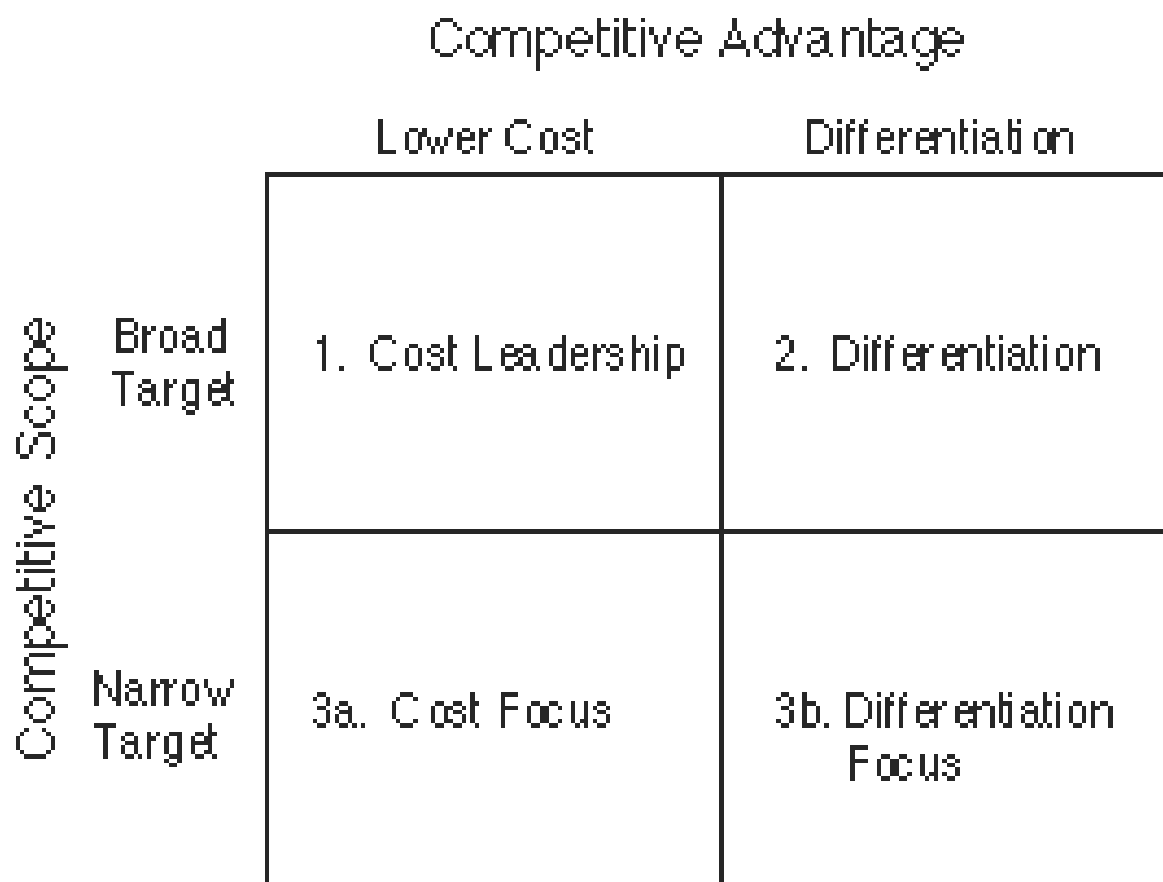 Competitive Advantage
Lower Cost Differentiation
Competitive Scope
Broad
Target
1. Cost Leadership
2. Differentiation
Narrow
Target
3a. Cost Focus
3b. Differentiation
Focus